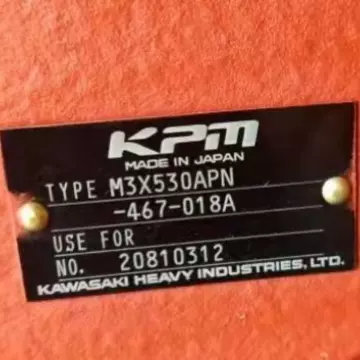 KPM
MADE IN JAPAN
TYPE M3X530APN
-467-018A
USE FOR
NO. 20810312
KAWASAKI HEAVY INDUSTRIES, LTD.